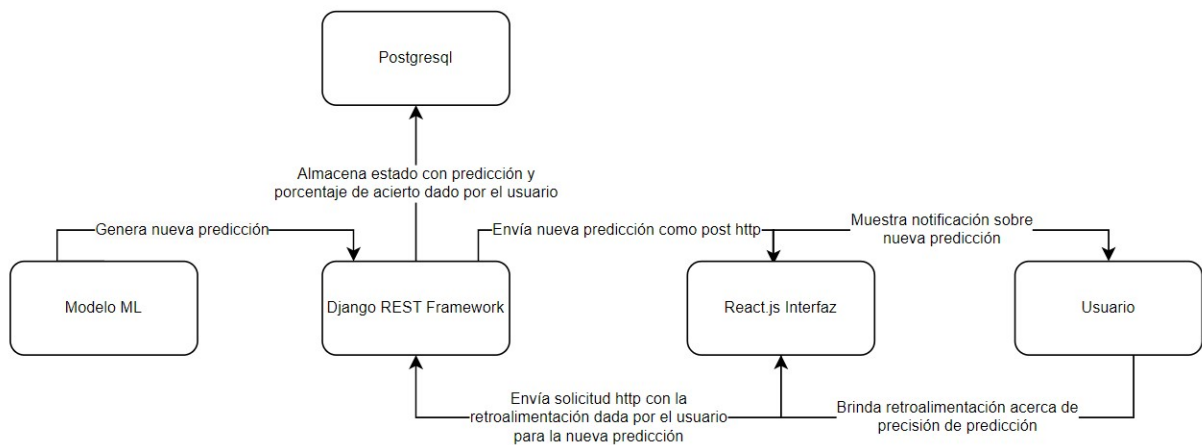 Postgresql
Almacena estado con predicción y
porcentaje de acierto dado por el usuario
Genera nueva predicción
Envía nueva predicción como post http
Muestra notificación sobre
nueva predicción
Modelo ML
Django REST Framework
React.js Interfaz
Usuario
Envía solicitud http con la
retroalimentación dada por el usuario
para la nueva predicción
Brinda retroalimentación acerca de
precisión de predicción